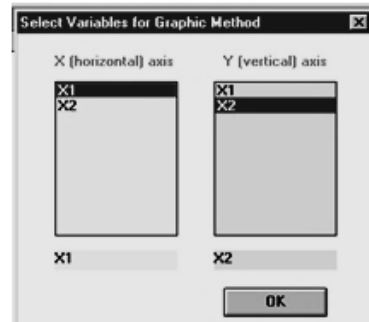 Select Variables for Graphic Method
X (horizontal) axis
Y (vertical) axis
X1
X2
X1
X2
X1
X2
OK